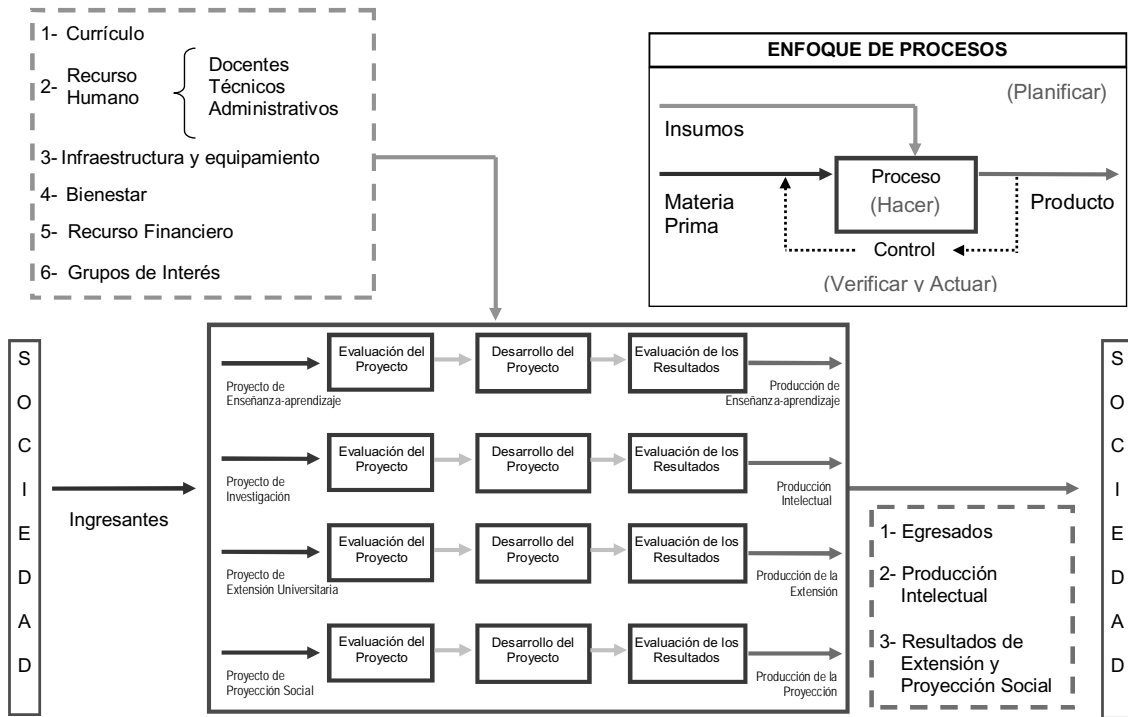 1- Currículo
2- Recurso
Humano
Docentes
Técnicos
Administrativos
3- Infraestructura y equipamiento
4- Bienestar
5- Recurso Financiero
6- Grupos de Interés
ENFOQUE DE PROCESOS
(Planificar)
Insumos
Materia
Prima
Proceso
(Hacer)
Producto
Control
(Verificar y Actuar)
SOCIEDAD
Ingresantes
Proyecto de
Enseñanza-aprendizaje
Evaluación del
Proyecto
Desarrollo del
Proyecto
Evaluación de los
Resultados
Producción de
Enseñanza-aprendizaje
Proyecto de
Investigación
Evaluación del
Proyecto
Desarrollo del
Proyecto
Evaluación de los
Resultados
Producción
Intelectual
Proyecto de
Extensión Universitaria
Evaluación del
Proyecto
Desarrollo del
Proyecto
Evaluación de los
Resultados
Producción de la
Extensión
Proyecto de
Proyección Social
Evaluación del
Proyecto
Desarrollo del
Proyecto
Evaluación de los
Resultados
Producción de la
Proyección
1- Egresados
2- Producción
Intelectual
3- Resultados de
Extensión y
Proyección Social
SOCIEDAD